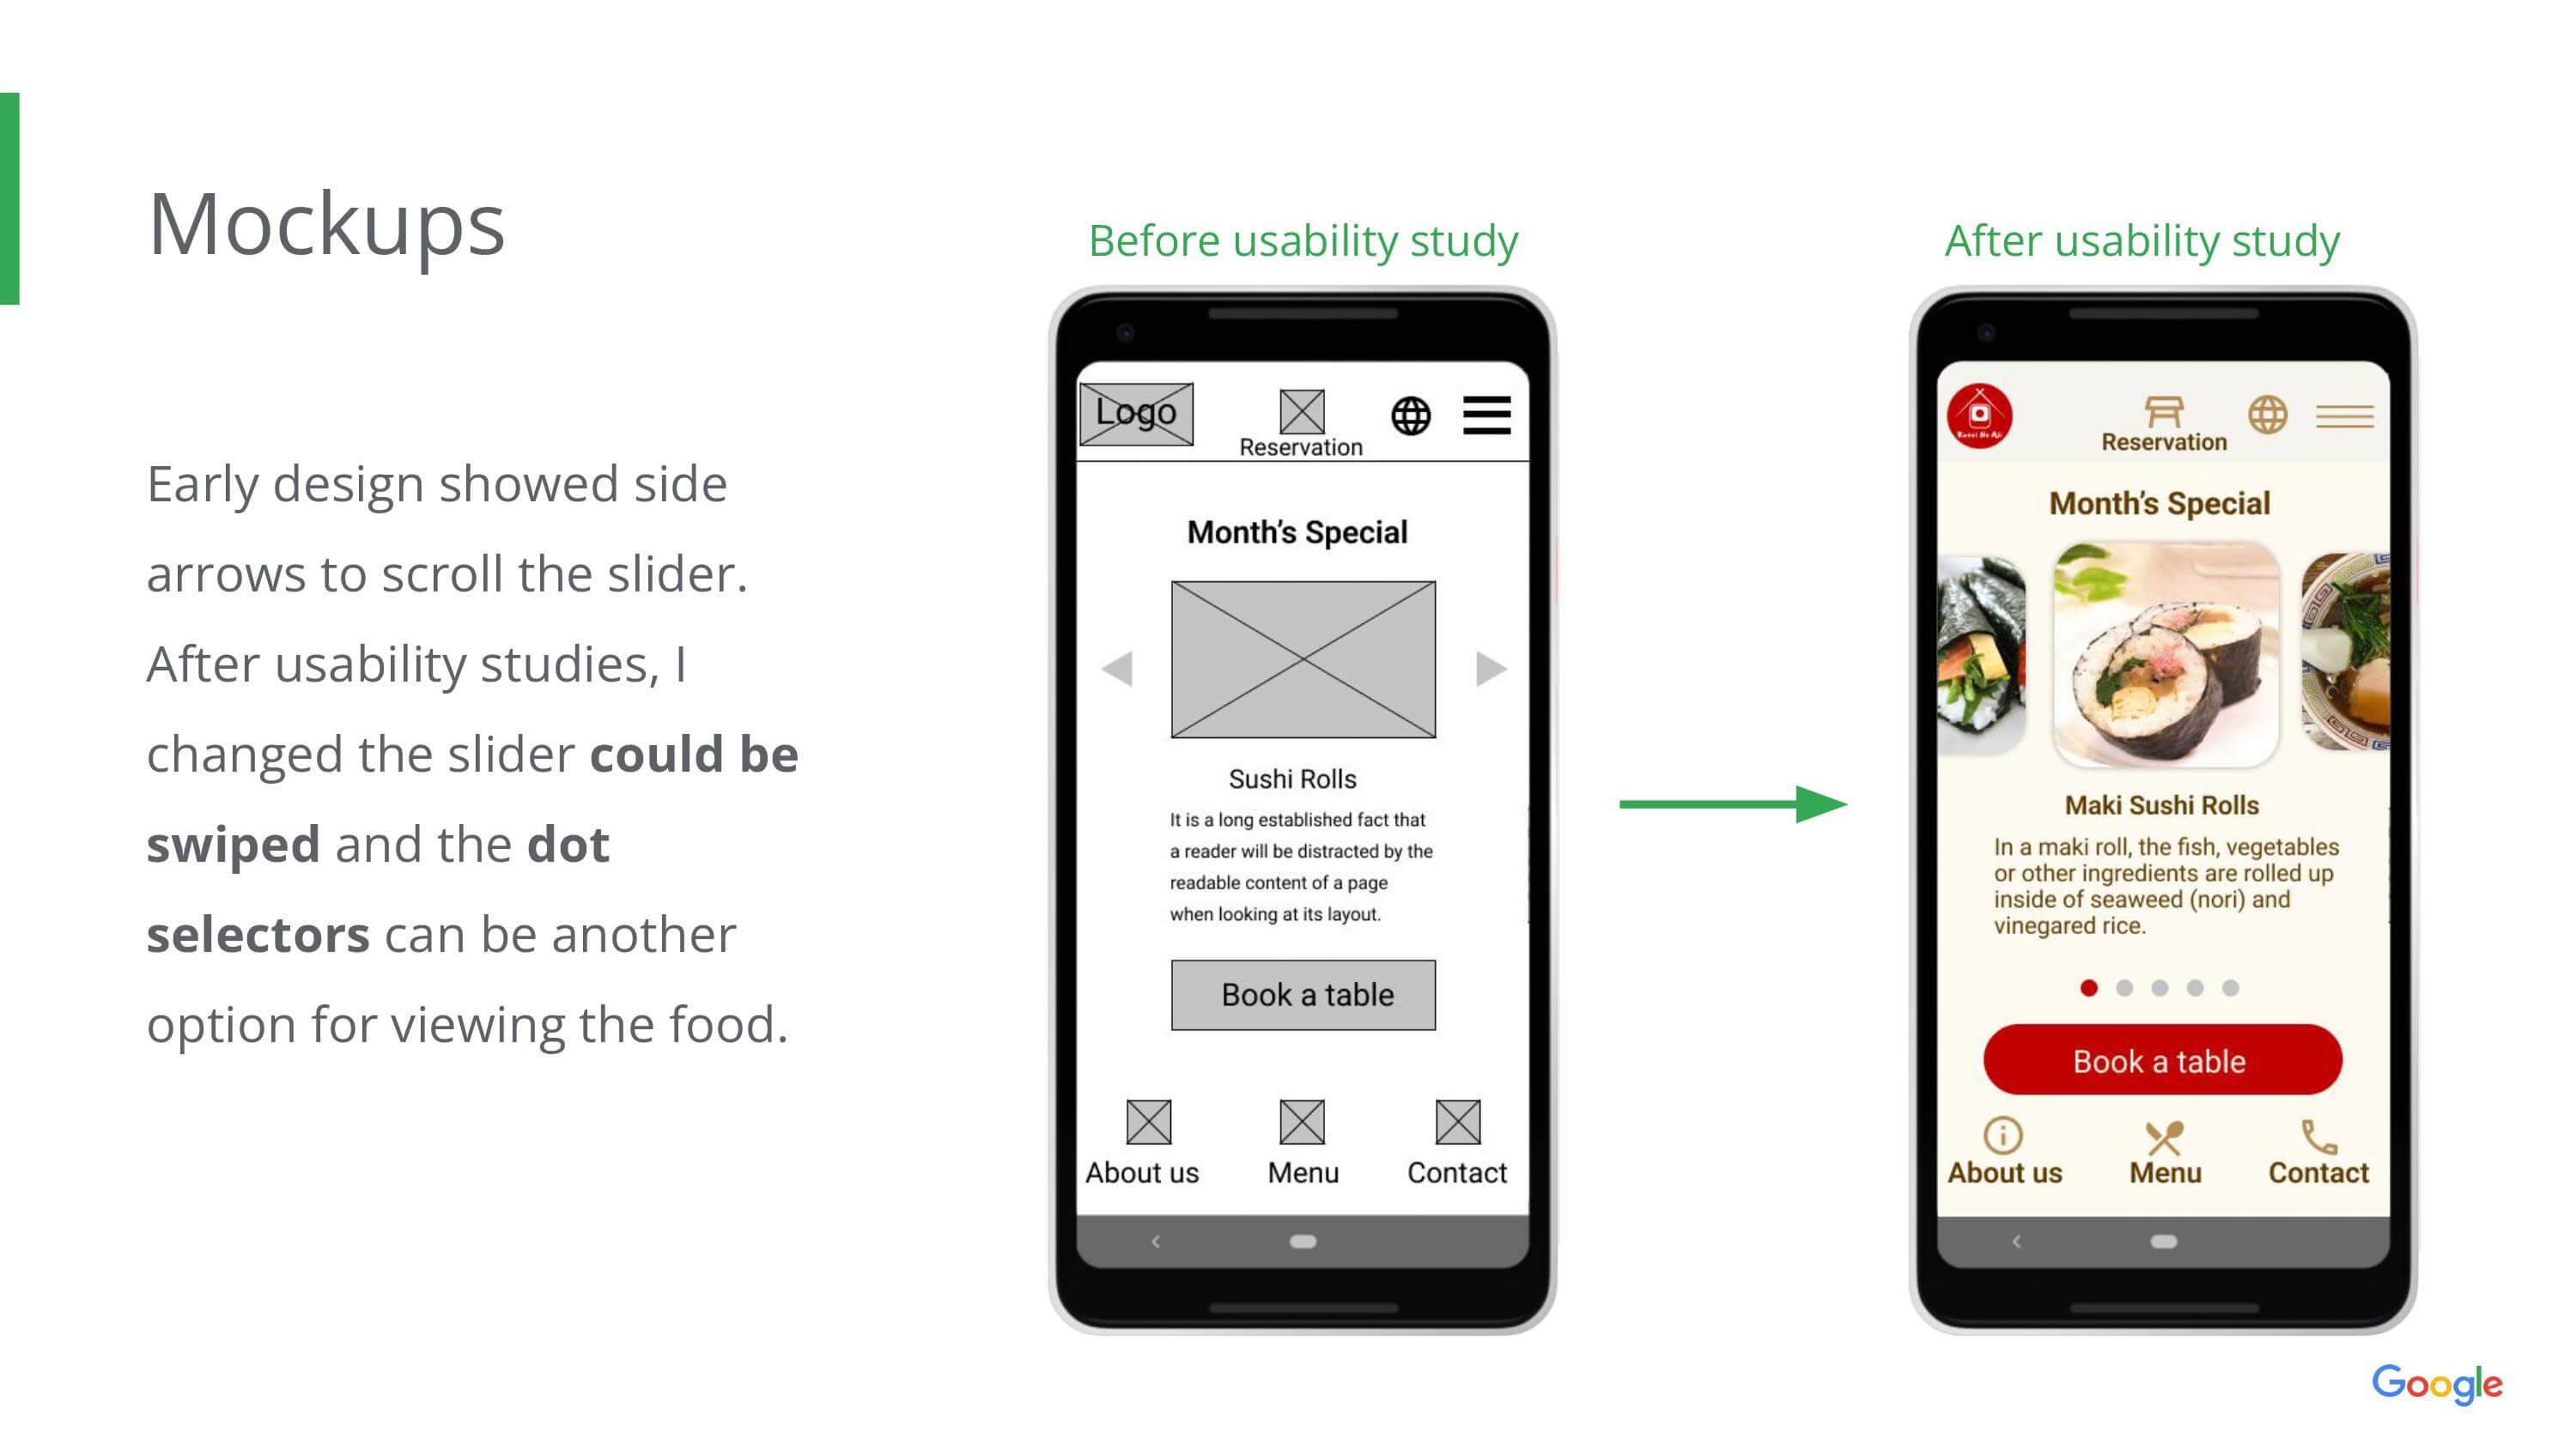 Mockups
Early design showed side
arrows to scroll the slider.
After usability studies, I
changed the slider could be
swiped and the dot
selectors can be another
option for viewing the food.
Before usability study
Logo
Reservation
Month's Special
Sushi Rolls
It is a long established fact that
a reader will be distracted by the
readable content of a page
when looking at its layout.
Book a table
About us
Menu
Contact
After usability study
Reservation
Month's Special
Maki Sushi Rolls
In a maki roll, the fish, vegetables
or other ingredients are rolled up
inside of seaweed (nori) and
vinegared rice.
Book a table
About us
Menu
Contact
Google